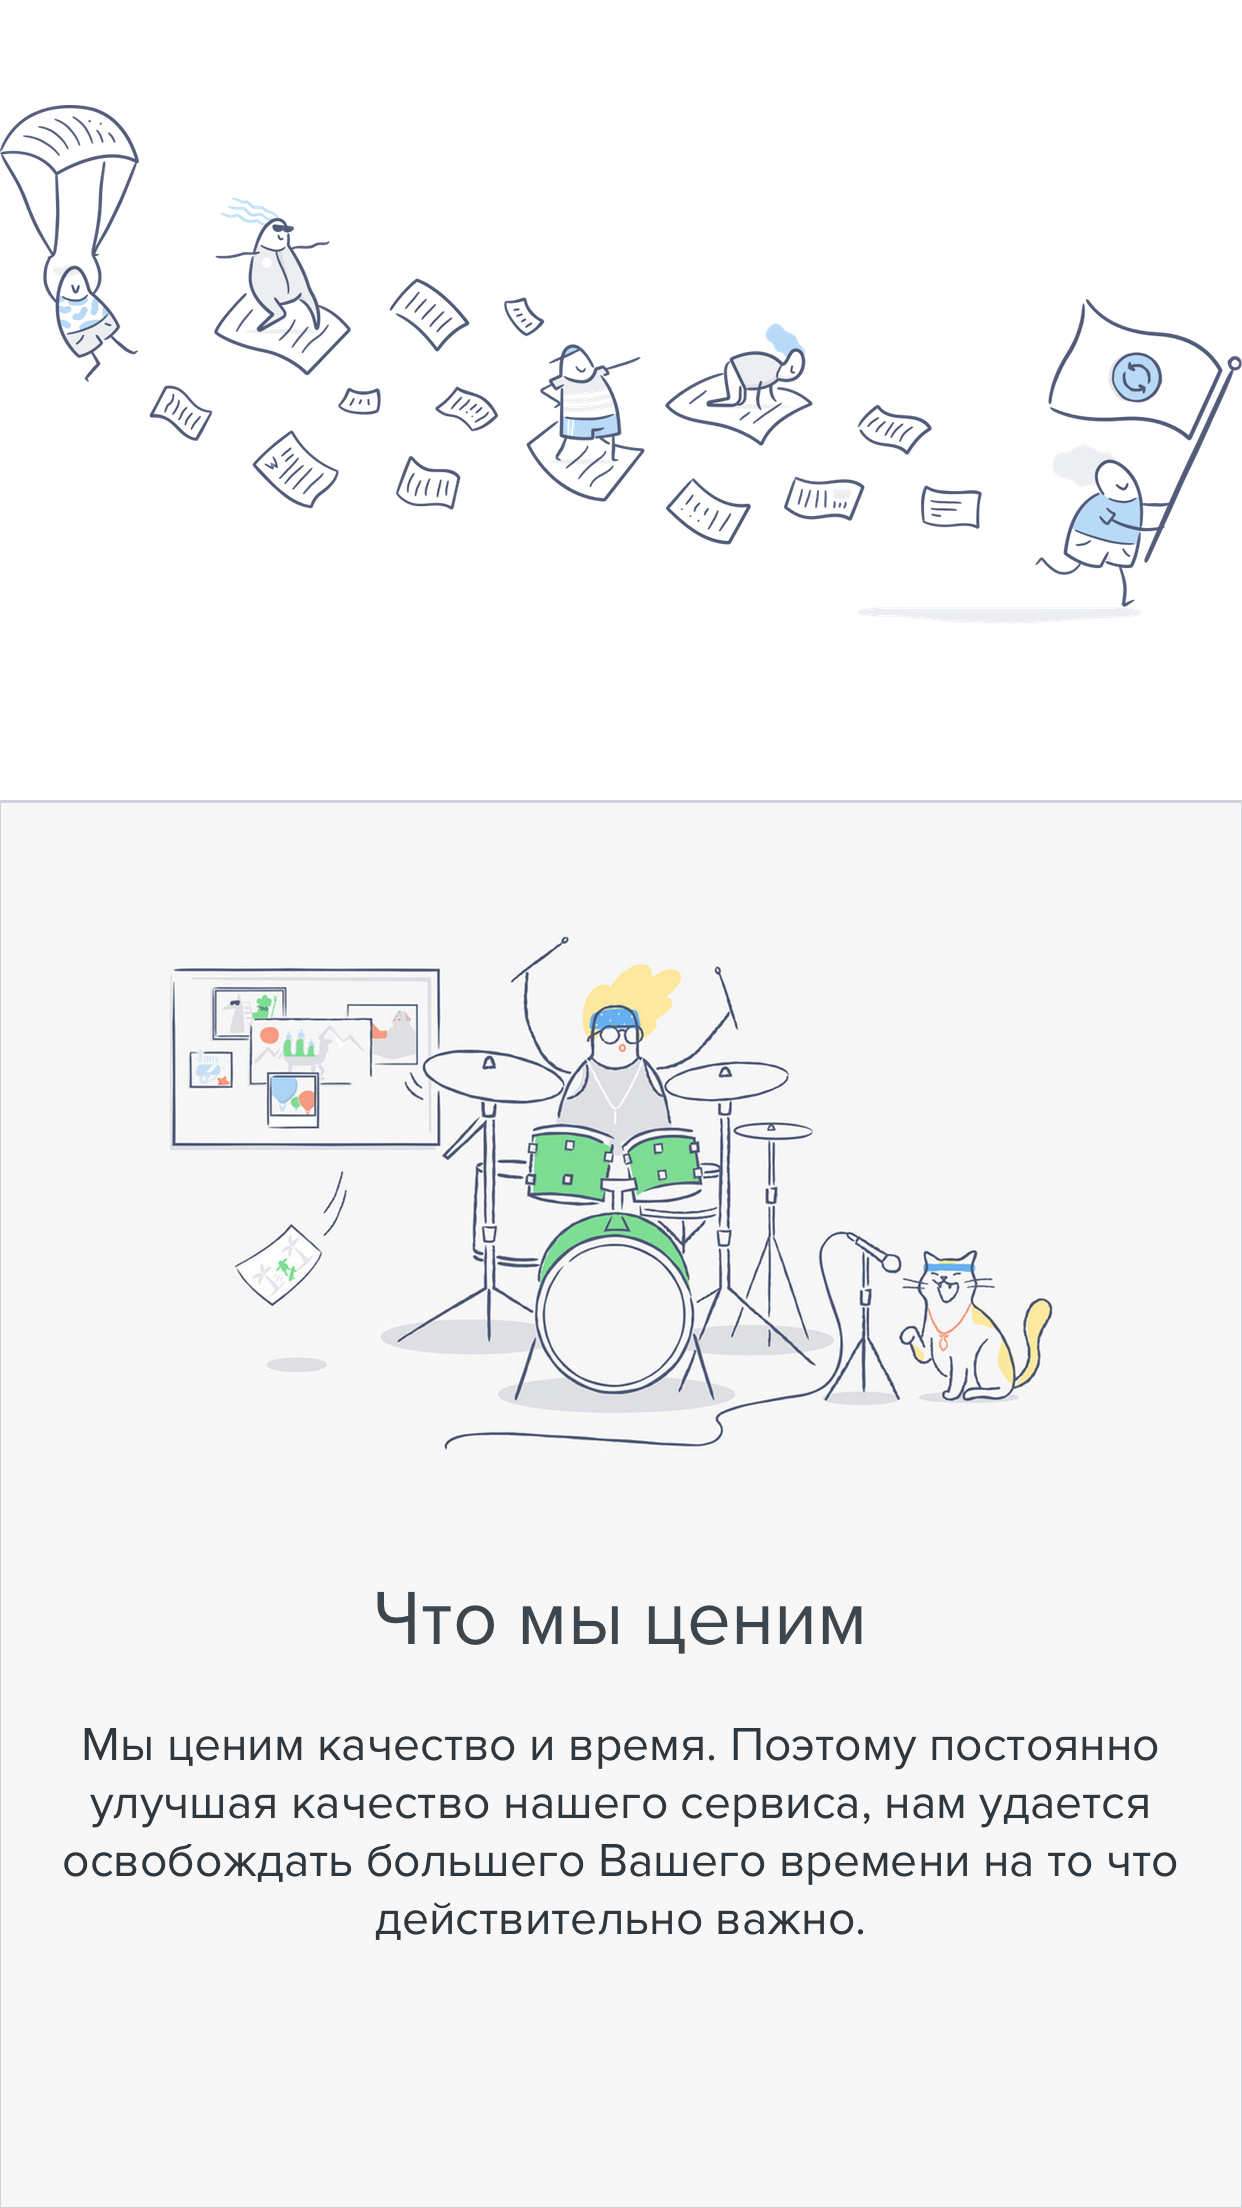 W
Что мы ценим
Мы ценим качество и время. Поэтому постоянно
улучшая качество нашего сервиса, нам удается
освобождать большего Вашего времени на то что
действительно важно.